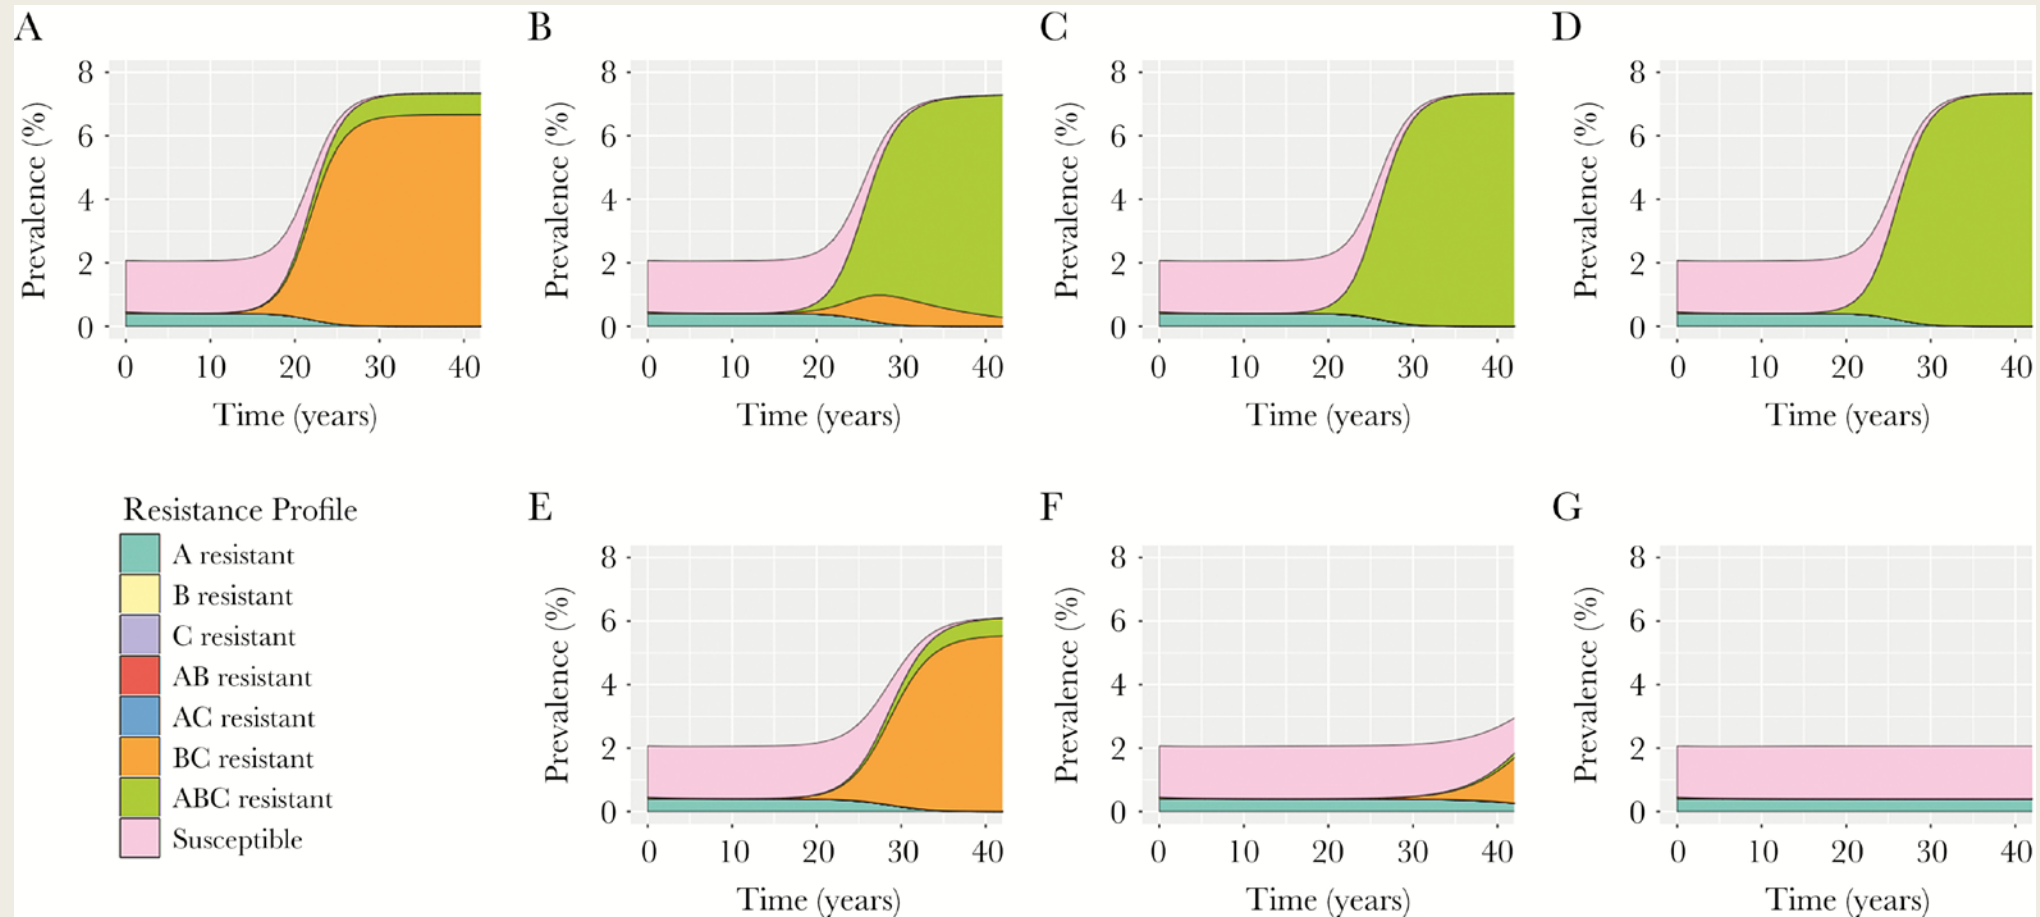 A
B
C
D
Prevalence (%)
8
6
4
2
0
0 10 20 30 40
Time (years)
Prevalence (%)
8
6
4
2
0
0 10 20 30 40
Time (years)
Prevalence (%)
8
6
4
2
0
0 10 20 30 40
Time (years)
Prevalence (%)
8
6
4
2
0
0 10 20 30 40
Time (years)
Resistance Profile
A resistant
B resistant
C resistant
AB resistant
AC resistant
BC resistant
ABC resistant
Susceptible
E
F
G
Prevalence (%)
8
6
4
2
0
0 10 20 30 40
Time (years)
Prevalence (%)
8
6
4
2
0
0 10 20 30 40
Time (years)
Prevalence (%)
8
6
4
2
0
0 10 20 30 40
Time (years)